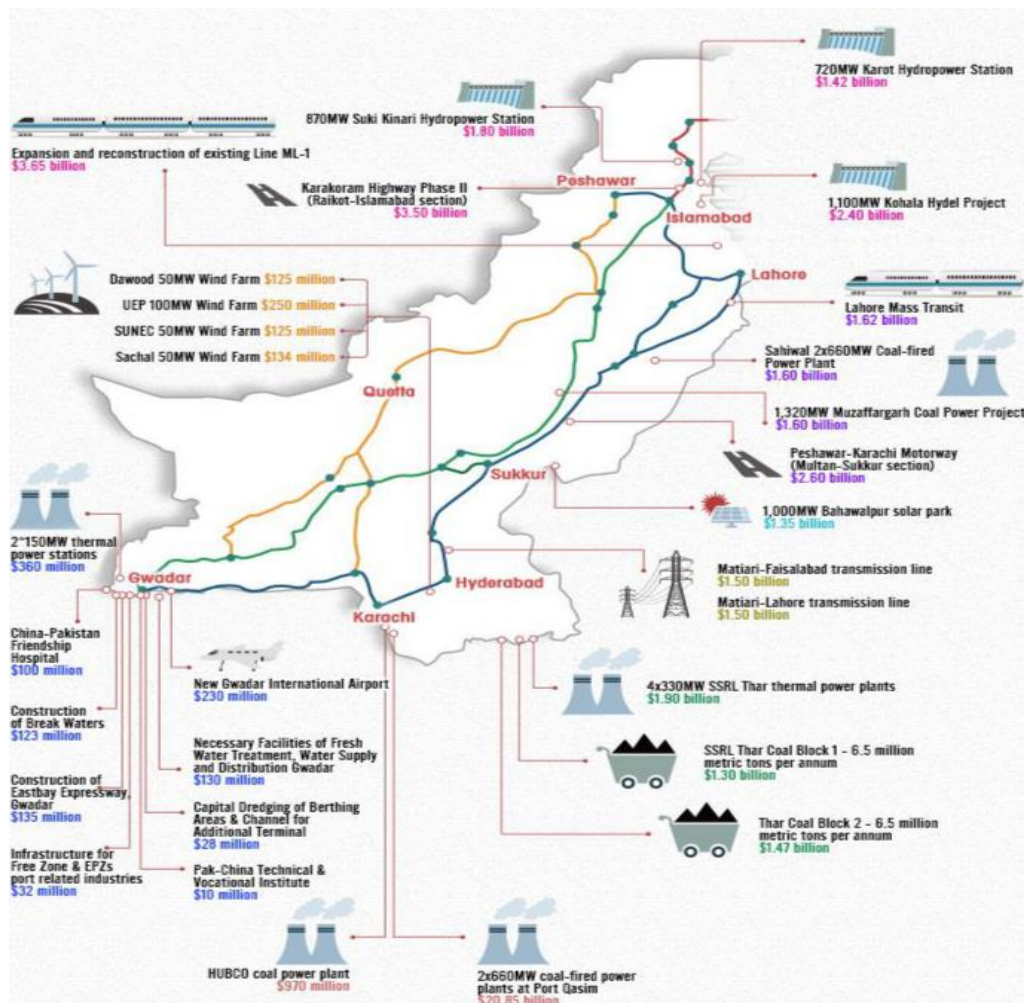 720MW Karot Hydropower Station
$1.42 billion
870MW Suki Kinari Hydropower Station
$1.80 billion
Expansion and reconstruction of existing Line ML-1
$3.65 billion
Karakoram Highway Phase II
(Raikot-Islamabad section)
$3.50 billion
Peshawar
Islamabad
1,100MW Kohala Hydel Project
$2.40 billion
Dawood 50MW Wind Farm $125 million
UEP 100MW Wind Farm $250 million
SUNEC 50MW Wind Farm $125 million
Sachal 50MW Wind Farm $134 million
Lahore
Lahore Mass Transit
$1.62 billion
Sahiwal 2x660MW Coal-fired
Power Plant
$1.60 billion
Quetta
1,320MW Muzaffargarh Coal Power Project
$1.60 billion
Peshawar-Karachi Motorway
(Multan-Sukkur section)
$2.60 billion
Sukkur
1,000MW Bahawalpur solar park
$1.35 billion
2*150MW thermal
power stations
$360 million
Gwadar
Hyderabad
Karachi
Matiari-Faisalabad transmission line
$1.50 billion
Matiari-Lahore transmission line
$1.50 billion
China-Pakistan
Friendship
Hospital
$100 million
New Gwadar International Airport
$230 million
4x330MW SSRL Thar thermal power plants
$1.90 billion
Construction
of Break Waters
$123 million
Necessary Facilities of Fresh
Water Treatment, Water Supply
and Distribution Gwadar
$130 million
SSRL Thar Coal Block 1 - 6.5 million
metric tons per annum
$1.30 billion
Construction of
Eastbay Expressway,
Gwadar
$135 million
Capital Dredging of Berthing
Areas & Channel for
Additional Terminal
$28 million
Thar Coal Block 2 - 6.5 million
metric tons per annum
$1.47 billion
Infrastructure for
Free Zone & EPZs
port related industries
$32 million
Pak-China Technical &
Vocational Institute
$10 million
HUBCO coal power plant
$970 million
2x660MW coal-fired power
plants at Port Qasim
$20.85 billion